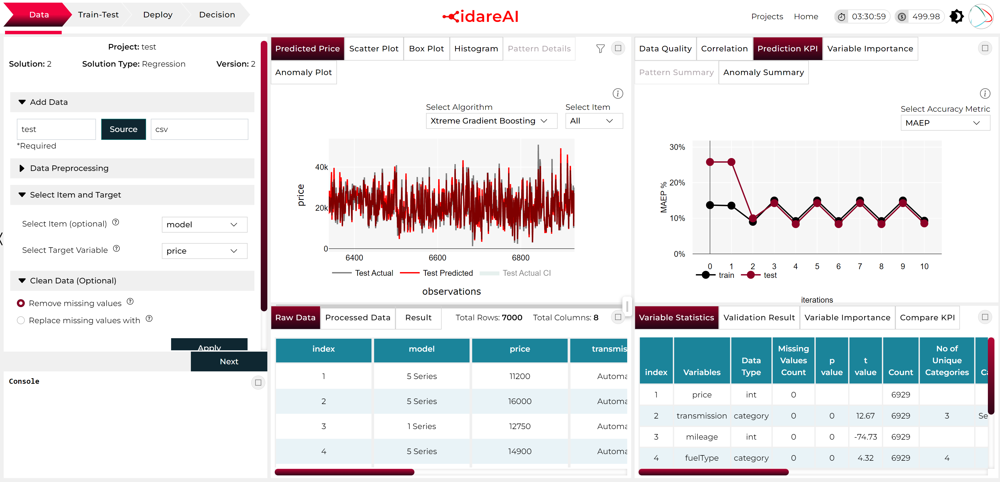 Data
Train-Test
Deploy
Decision
idareAI
Projects
Home
03:30:59
499.98
Project: test
Solution: 2
Solution Type: Regression
Version: 2
Add Data
test
Source
csv
*Required
Data Preprocessing
Select Item and Target
Select Item (optional)
model
Select Target Variable
price
Clean Data (Optional)
Remove missing values
Replace missing values with
Apply
Next
Console
Predicted Price
Scatter Plot
Box Plot
Histogram
Pattern Details
Anomaly Plot
Select Algorithm
Xtreme Gradient Boosting
Select Item
All
40k
20k
0
price
6400
6600
6800
Test Actual
Test Predicted
Test Actual CI
observations
Data Quality
Correlation
Prediction KPI
Variable Importance
Pattern Summary
Anomaly Summary
Select Accuracy Metric
MAEP
30%
20%
10%
0%
MAEP %
0 1 2 3 4 5 6 7 8 9 10
train
test
iterations
Raw Data
Processed Data
Result
Total Rows: 7000
Total Columns: 8
index model price transmis
1 5 Series 11200 Automa
2 5 Series 16000 Automa
3 1 Series 12750 Automa
4 5 Series 14900 Automa
Variable Statistics
Validation Result
Variable Importance
Compare KPI
index
Variables
Data
Type
Missing
Values
Count
p
value
t
value
Count
No of
Unique
Categories
Ca
1 price int 0 6929
2 transmission category 0 0 12.67 6929 3 Se
3 mileage int 0 0 -74.73 6929
4 fuelType category 0 0 4.32 6929 4